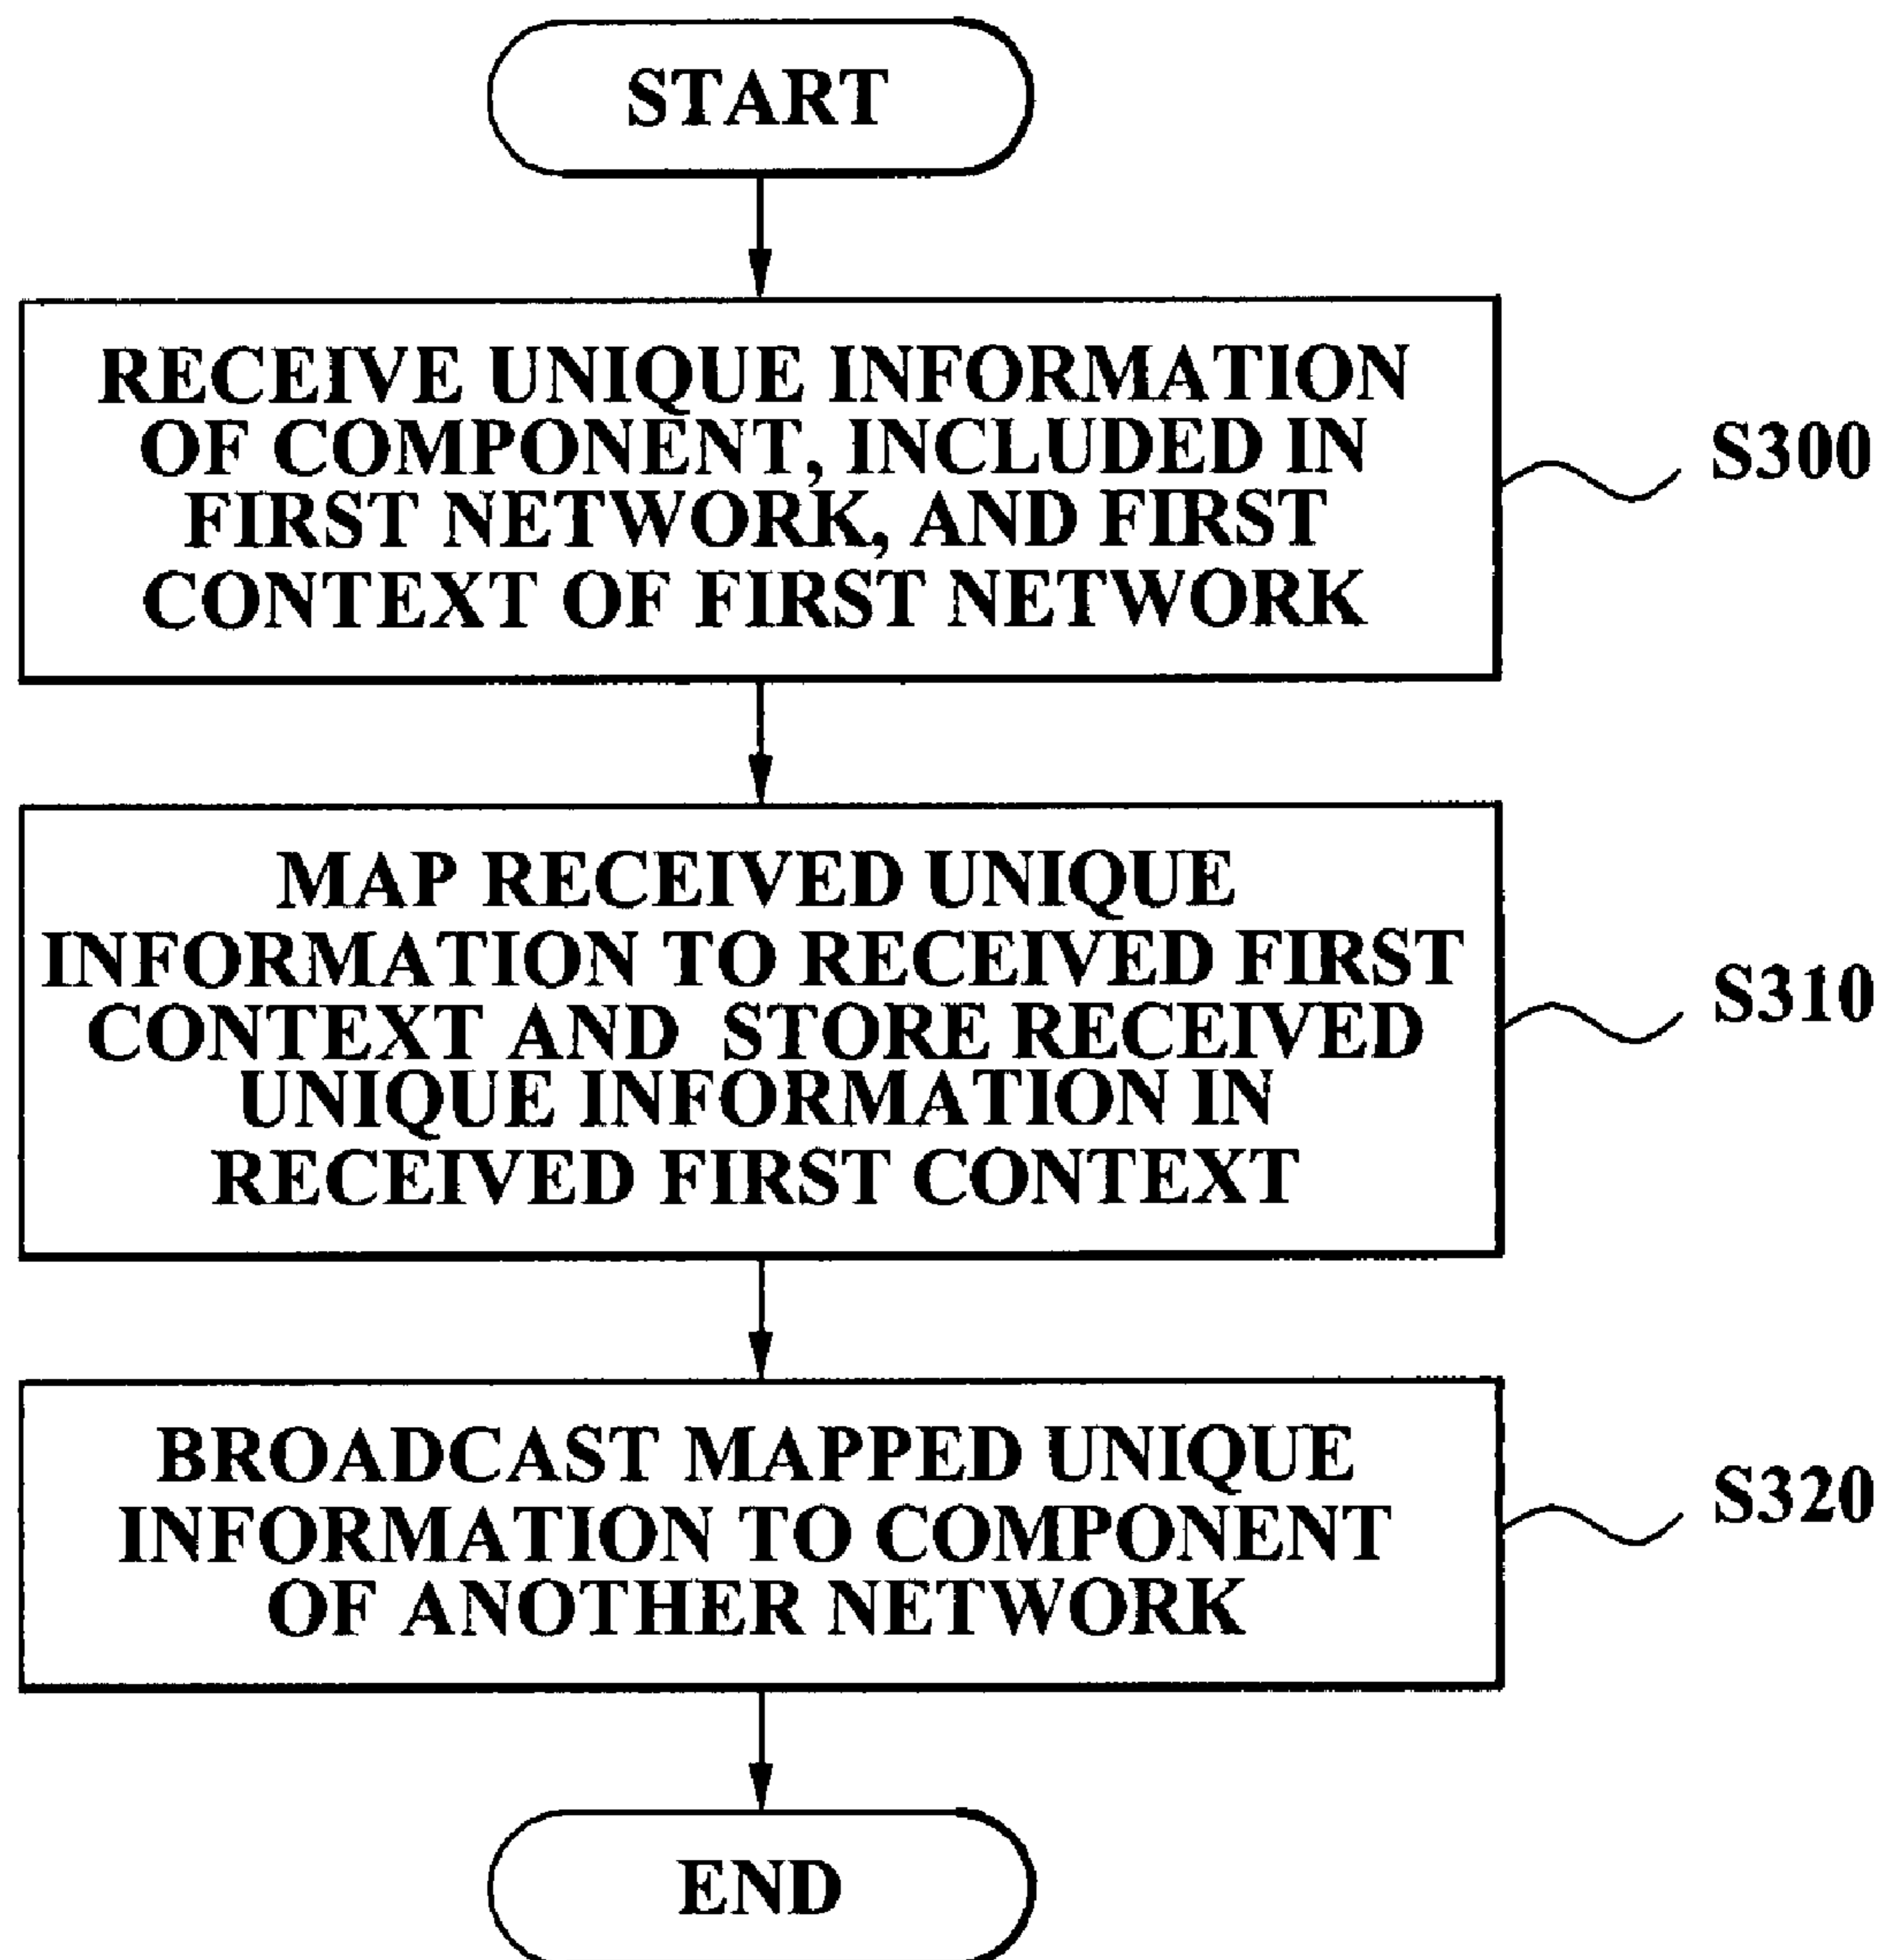 START
RECEIVE UNIQUE INFORMATION
OF COMPONENT, INCLUDED IN
FIRST NETWORK, AND FIRST
CONTEXT OF FIRST NETWORK
S300
MAP RECEIVED UNIQUE
INFORMATION TO RECEIVED FIRST
CONTEXT AND STORE RECEIVED
UNIQUE INFORMATION IN
RECEIVED FIRST CONTEXT
S310
BROADCAST MAPPED UNIQUE
INFORMATION TO COMPONENT
OF ANOTHER NETWORK
S320
END